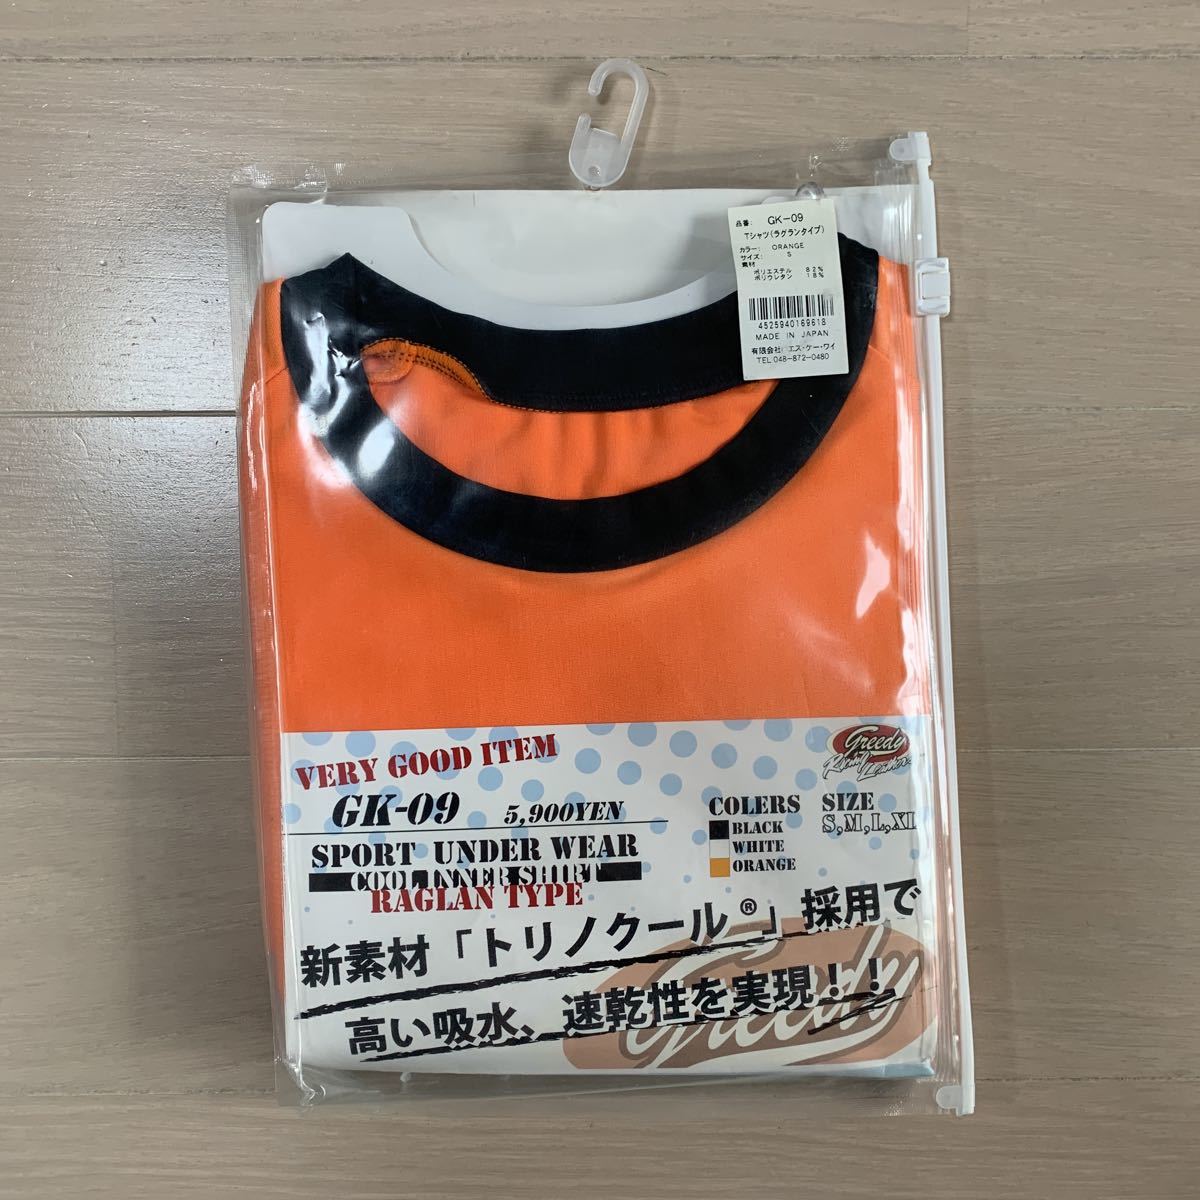 品番: GK-09
Tシャツ(ラグランタイプ)
カラー: ORANGE
サイズ: S
素材
ポリエステル 82%
ポリウレタン 18%
4525940169618
MADE IN JAPAN
有限会社 エス・ケー・ワイ
TEL 048-872-0480
VERY GOOD ITEM
Greedy
GK-09 5,900YEN
SPORT UNDER WEAR
COOL INNER SHIRT
RAGLAN TYPE
COLERS
BLACK
WHITE
ORANGE
SIZE
S,M,L,XL
新素材「トリノクール®」採用で
高い吸水、速乾性を実現！！
Greedy